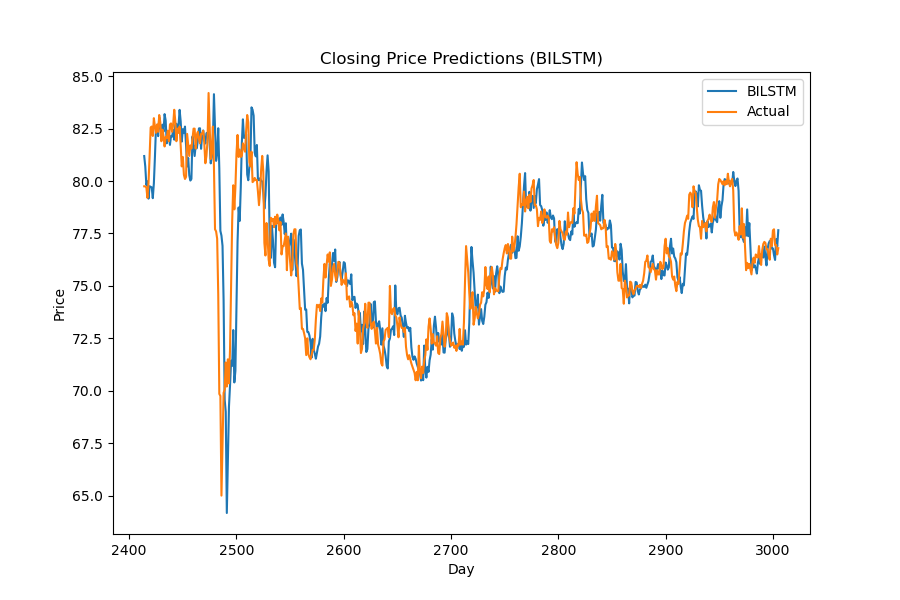 Closing Price Predictions (BILSTM)
85.0
82.5
80.0
77.5
75.0
72.5
70.0
67.5
65.0
Price
BILSTM
Actual
2400 2500 2600 2700 2800 2900 3000
Day